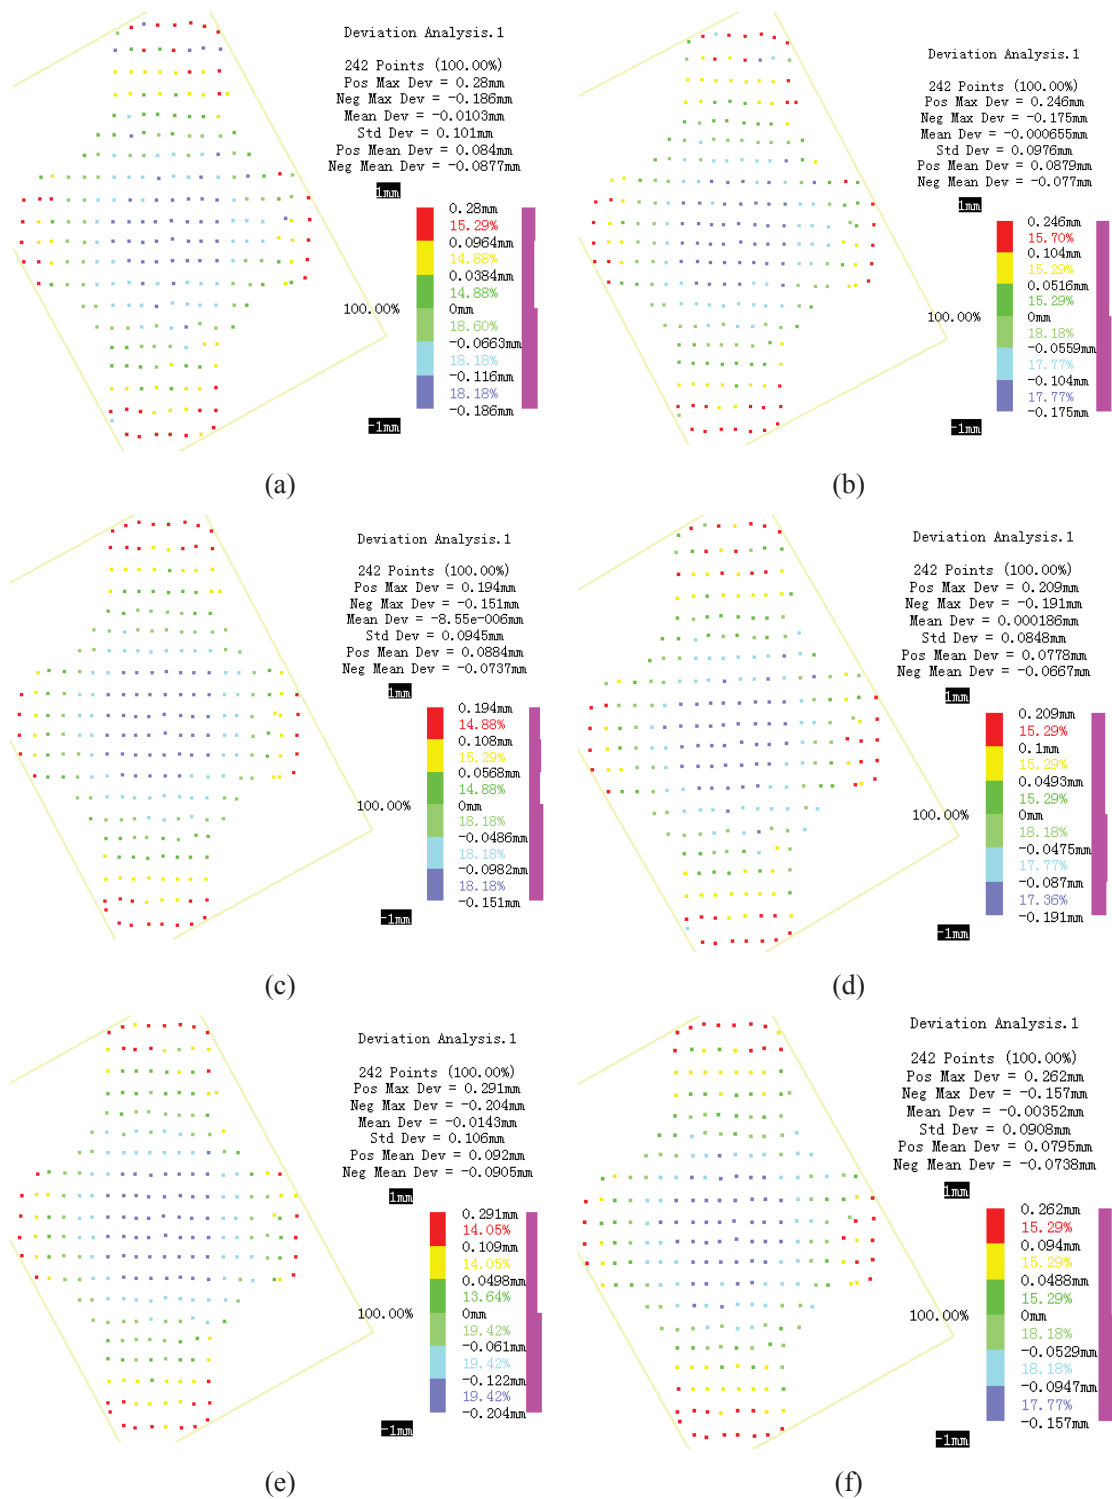 Deviation Analysis.1
242 Points (100.00%)
Pos Max Dev = 0.28mm
Neg Max Dev = -0.186mm
Mean Dev = -0.0103mm
Std Dev = 0.101mm
Pos Mean Dev = 0.084mm
Neg Mean Dev = -0.0877mm
1mm
0.28mm
15.29%
0.0964mm
14.88%
0.0384mm
14.88%
100.00%
0mm
18.60%
-0.0663mm
18.18%
-0.116mm
18.18%
-0.186mm
-1mm
(a)
Deviation Analysis.1
242 Points (100.00%)
Pos Max Dev = 0.246mm
Neg Max Dev = -0.175mm
Mean Dev = -0.000655mm
Std Dev = 0.0976mm
Pos Mean Dev = 0.0879mm
Neg Mean Dev = -0.077mm
1mm
0.246mm
15.70%
0.104mm
15.29%
0.0516mm
15.29%
100.00%
0mm
18.18%
-0.0559mm
17.77%
-0.104mm
17.77%
-0.175mm
-1mm
(b)
Deviation Analysis.1
242 Points (100.00%)
Pos Max Dev = 0.194mm
Neg Max Dev = -0.151mm
Mean Dev = -8.55e-006mm
Std Dev = 0.0945mm
Pos Mean Dev = 0.0884mm
Neg Mean Dev = -0.0737mm
1mm
0.194mm
14.88%
0.108mm
15.29%
0.0568mm
14.88%
100.00%
0mm
18.18%
-0.0486mm
18.18%
-0.0982mm
18.18%
-0.151mm
-1mm
(c)
Deviation Analysis.1
242 Points (100.00%)
Pos Max Dev = 0.209mm
Neg Max Dev = -0.191mm
Mean Dev = 0.000186mm
Std Dev = 0.0848mm
Pos Mean Dev = 0.0778mm
Neg Mean Dev = -0.0667mm
1mm
0.209mm
15.29%
0.1mm
15.29%
0.0493mm
15.29%
100.00%
0mm
18.18%
-0.0475mm
17.77%
-0.087mm
17.36%
-0.191mm
-1mm
(d)
Deviation Analysis.1
242 Points (100.00%)
Pos Max Dev = 0.291mm
Neg Max Dev = -0.204mm
Mean Dev = -0.0143mm
Std Dev = 0.106mm
Pos Mean Dev = 0.092mm
Neg Mean Dev = -0.0905mm
1mm
0.291mm
14.05%
0.109mm
14.05%
0.0498mm
13.64%
100.00%
0mm
19.42%
-0.061mm
19.42%
-0.122mm
19.42%
-0.204mm
-1mm
(e)
Deviation Analysis.1
242 Points (100.00%)
Pos Max Dev = 0.262mm
Neg Max Dev = -0.157mm
Mean Dev = -0.00352mm
Std Dev = 0.0908mm
Pos Mean Dev = 0.0795mm
Neg Mean Dev = -0.0738mm
1mm
0.262mm
15.29%
0.094mm
15.29%
0.0488mm
15.29%
100.00%
0mm
18.18%
-0.0529mm
18.18%
-0.0947mm
17.77%
-0.157mm
-1mm
(f)